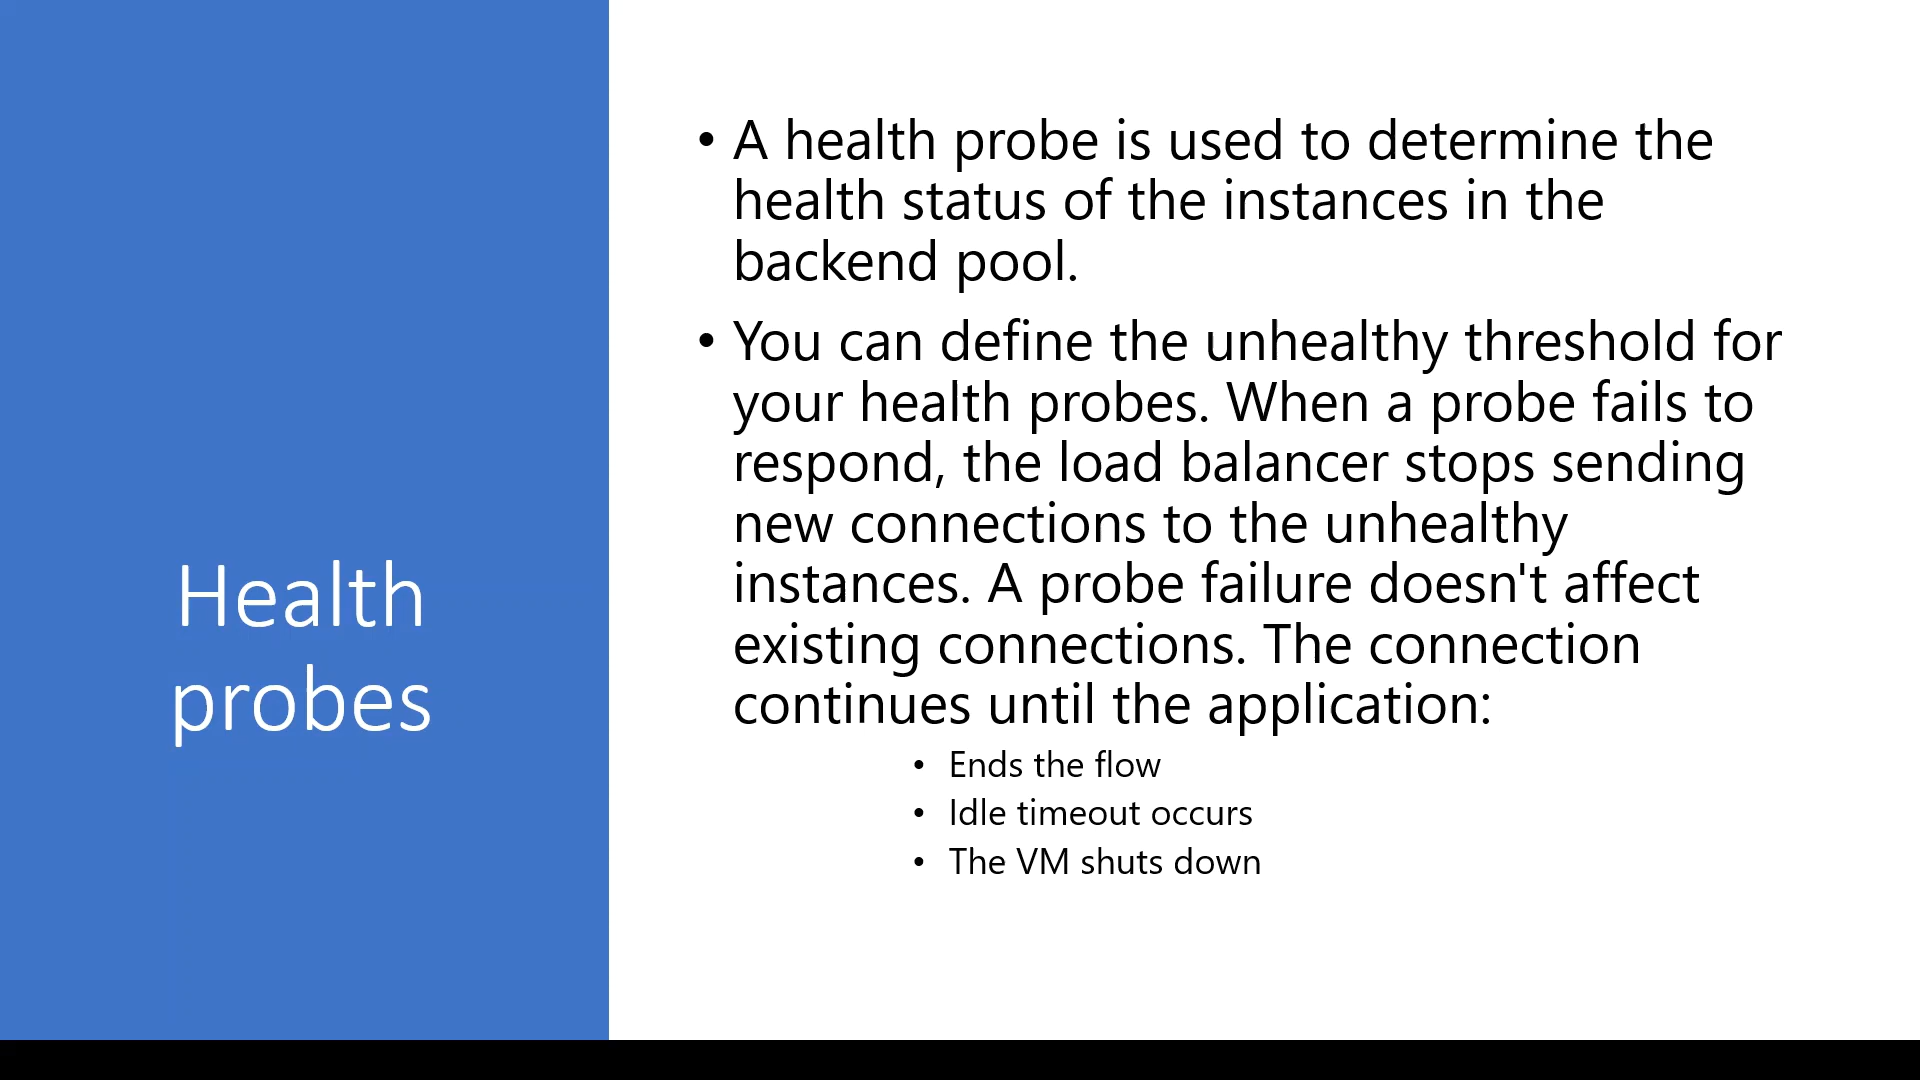 Health
probes
• A health probe is used to determine the
health status of the instances in the
backend pool.
• You can define the unhealthy threshold for
your health probes. When a probe fails to
respond, the load balancer stops sending
new connections to the unhealthy
instances. A probe failure doesn't affect
existing connections. The connection
continues until the application:
• Ends the flow
• Idle timeout occurs
• The VM shuts down